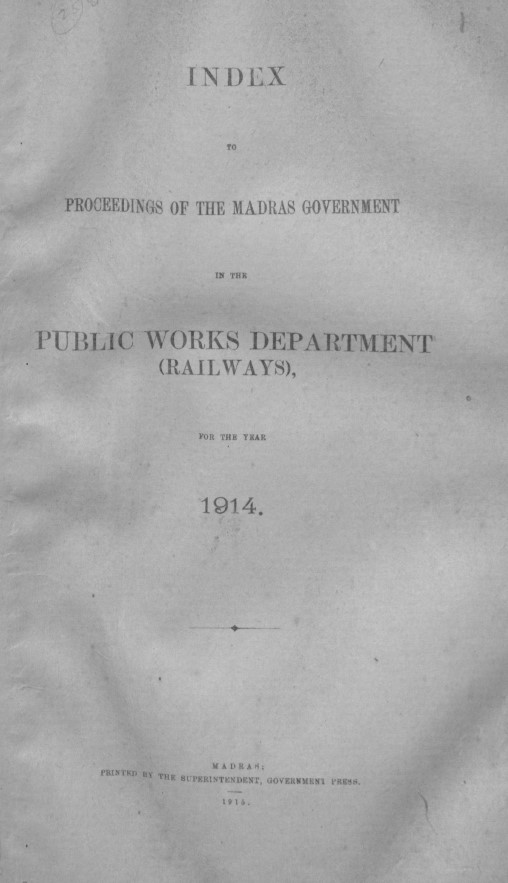 INDEX
TO
PROCEEDINGS OF THE MADRAS GOVERNMENT
IN THE
PUBLIC WORKS DEPARTMENT
(RAILWAYS),
FOR THE YEAR
1914.
MADRAS:
PRINTED BY THE SUPERINTENDENT, GOVERNMENT PRESS.
1915.